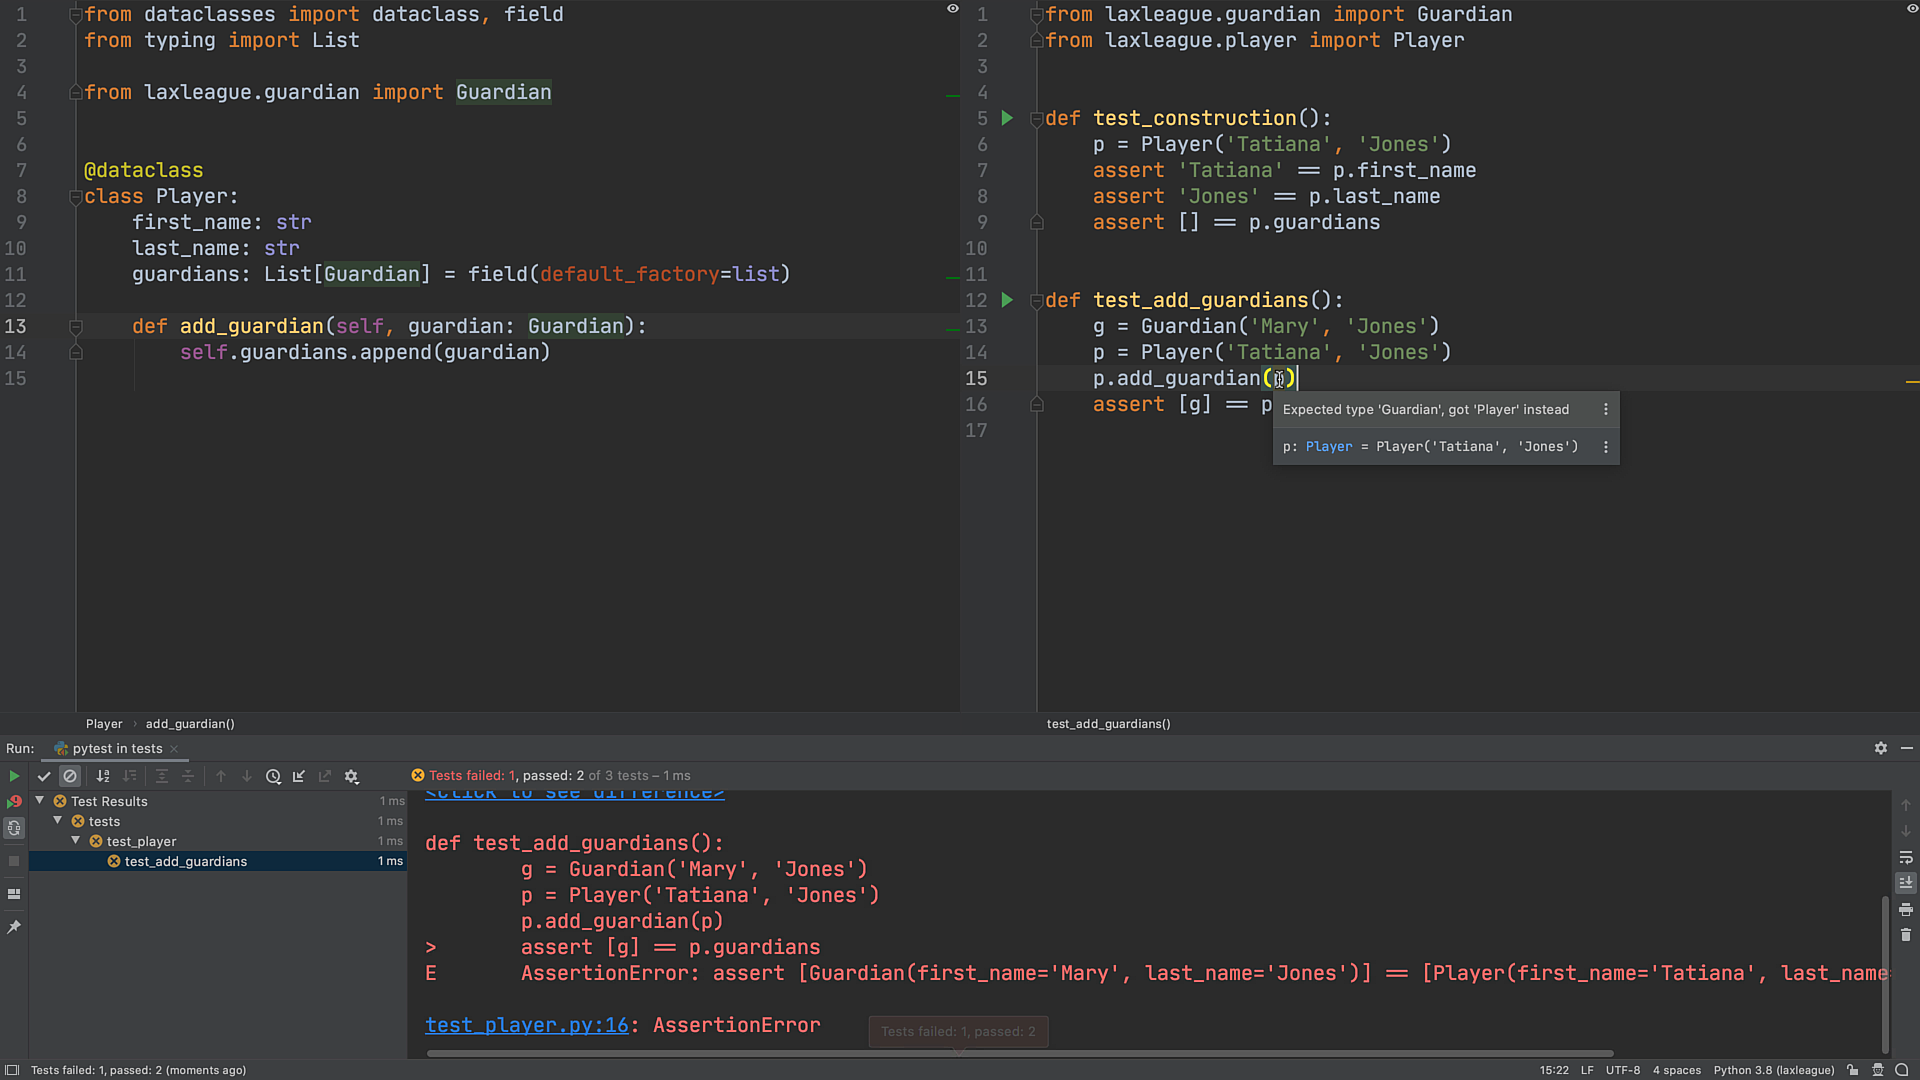 1 from dataclasses import dataclass, field
2 from typing import List
3
4 from laxleague.guardian import Guardian
5
6
7 @dataclass
8 class Player:
9 first_name: str
10 last_name: str
11 guardians: List[Guardian] = field(default_factory=list)
12
13 def add_guardian(self, guardian: Guardian):
14 self.guardians.append(guardian)
15
Player › add_guardian()
1 from laxleague.guardian import Guardian
2 from laxleague.player import Player
3
4
5 def test_construction():
6 p = Player('Tatiana', 'Jones')
7 assert 'Tatiana' == p.first_name
8 assert 'Jones' == p.last_name
9 assert [] == p.guardians
10
11
12 def test_add_guardians():
13 g = Guardian('Mary', 'Jones')
14 p = Player('Tatiana', 'Jones')
15 p.add_guardian(p)
16 assert [g] == p
17
Expected type 'Guardian', got 'Player' instead
p: Player = Player('Tatiana', 'Jones')
test_add_guardians()
Run: pytest in tests
Tests failed: 1, passed: 2 of 3 tests – 1 ms
Test Results 1 ms
tests 1 ms
test_player 1 ms
test_add_guardians 1 ms
<Click to see difference>
def test_add_guardians():
g = Guardian('Mary', 'Jones')
p = Player('Tatiana', 'Jones')
p.add_guardian(p)
> assert [g] == p.guardians
E AssertionError: assert [Guardian(first_name='Mary', last_name='Jones')] == [Player(first_name='Tatiana', last_name=
test_player.py:16: AssertionError
Tests failed: 1, passed: 2
Tests failed: 1, passed: 2 (moments ago)
15:22 LF UTF-8 4 spaces Python 3.8 (laxleague)